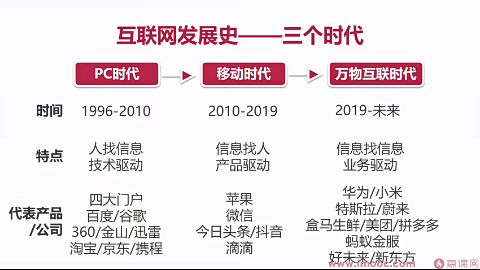 互联网发展史——三个时代
PC时代
移动时代
万物互联时代
时间
1996-2010
2010-2019
2019-未来
特点
人找信息
技术驱动
信息找人
产品驱动
信息找信息
业务驱动
代表产品
/公司
四大门户
百度/谷歌
360/金山/迅雷
淘宝/京东/携程
苹果
微信
今日头条/抖音
滴滴
华为/小米
特斯拉/蔚来
盒马生鲜/美团/拼多多
蚂蚁金服
好未来/新东方
www.imooc.com
慕课网